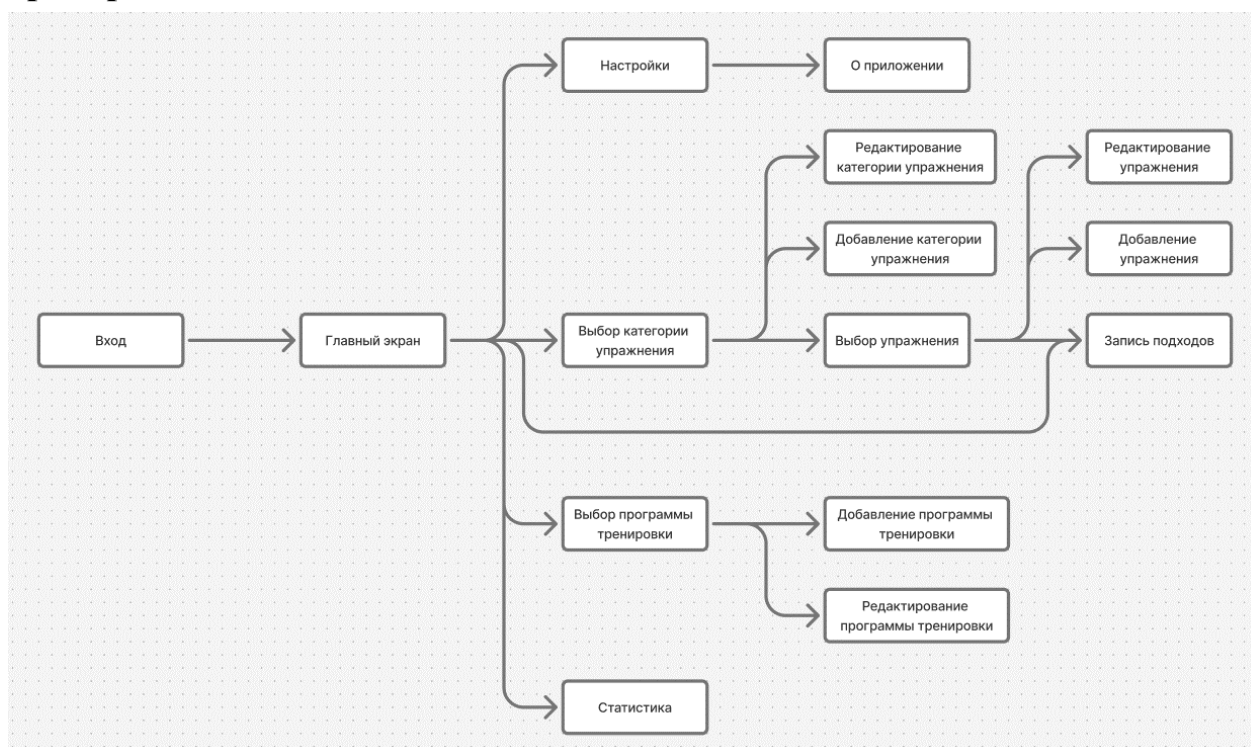 Настройки
О приложении
Редактирование
категории упражнения
Редактирование
упражнения
Добавление категории
упражнения
Добавление
упражнения
Вход
Главный экран
Выбор категории
упражнения
Выбор упражнения
Запись подходов
Выбор программы
тренировки
Добавление программы
тренировки
Редактирование
программы тренировки
Статистика